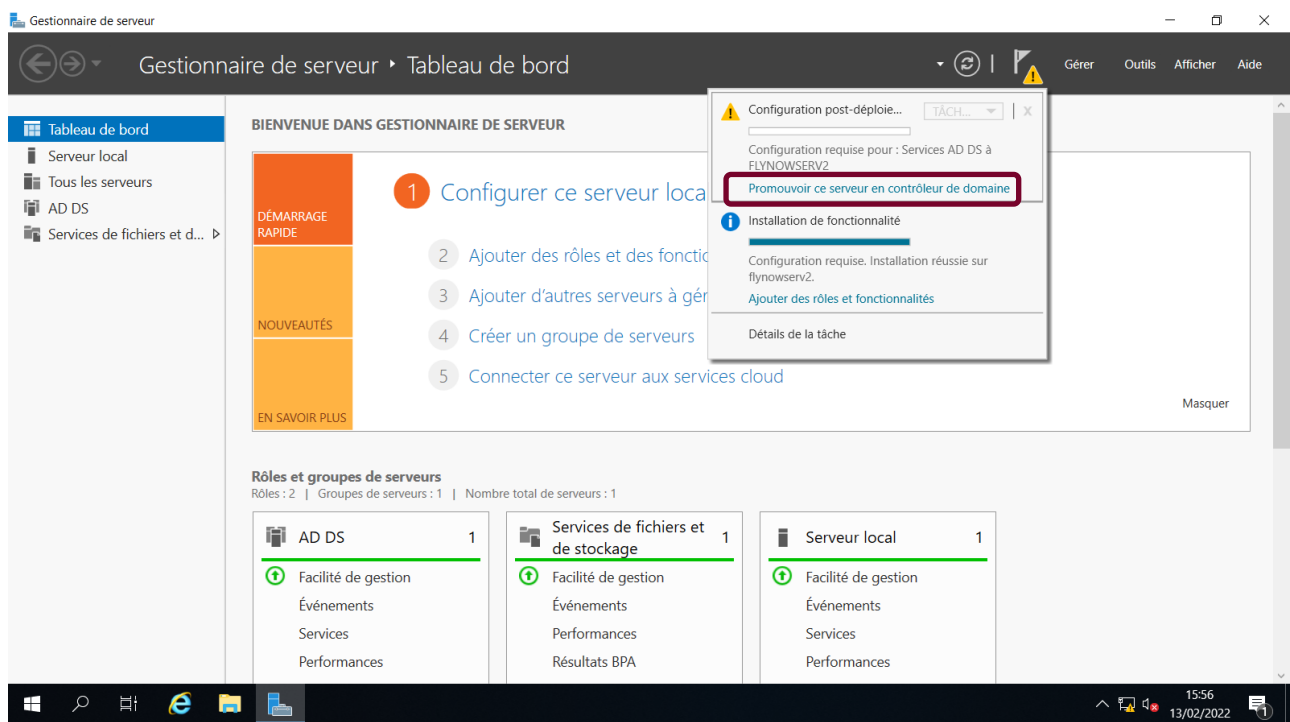 Gestionnaire de serveur
Gestionnaire de serveur ‣ Tableau de bord
Gérer
Outils
Afficher
Aide
Tableau de bord
Serveur local
Tous les serveurs
AD DS
Services de fichiers et d...
BIENVENUE DANS GESTIONNAIRE DE SERVEUR
DÉMARRAGE
RAPIDE
NOUVEAUTÉS
EN SAVOIR PLUS
1 Configurer ce serveur loca
2 Ajouter des rôles et des fonctio
3 Ajouter d'autres serveurs à gér
4 Créer un groupe de serveurs
5 Connecter ce serveur aux services cloud
Masquer
Configuration post-déploie...
TÂCH...
X
Configuration requise pour : Services AD DS à
FLYNOWSERV2
Promouvoir ce serveur en contrôleur de domaine
Installation de fonctionnalité
Configuration requise. Installation réussie sur
flynowserv2.
Ajouter des rôles et fonctionnalités
Détails de la tâche
Rôles et groupes de serveurs
Rôles : 2 | Groupes de serveurs : 1 | Nombre total de serveurs : 1
AD DS 1
Facilité de gestion
Événements
Services
Performances
Services de fichiers et
de stockage 1
Facilité de gestion
Événements
Performances
Résultats BPA
Serveur local 1
Facilité de gestion
Événements
Services
Performances
15:56
13/02/2022
1